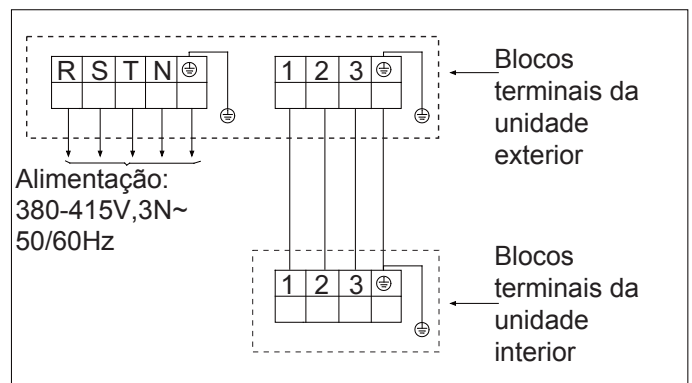 R S T N
1 2 3
Blocos
terminais da
unidade
exterior
Alimentação:
380-415V,3N~
50/60Hz
1 2 3
Blocos
terminais da
unidade
interior